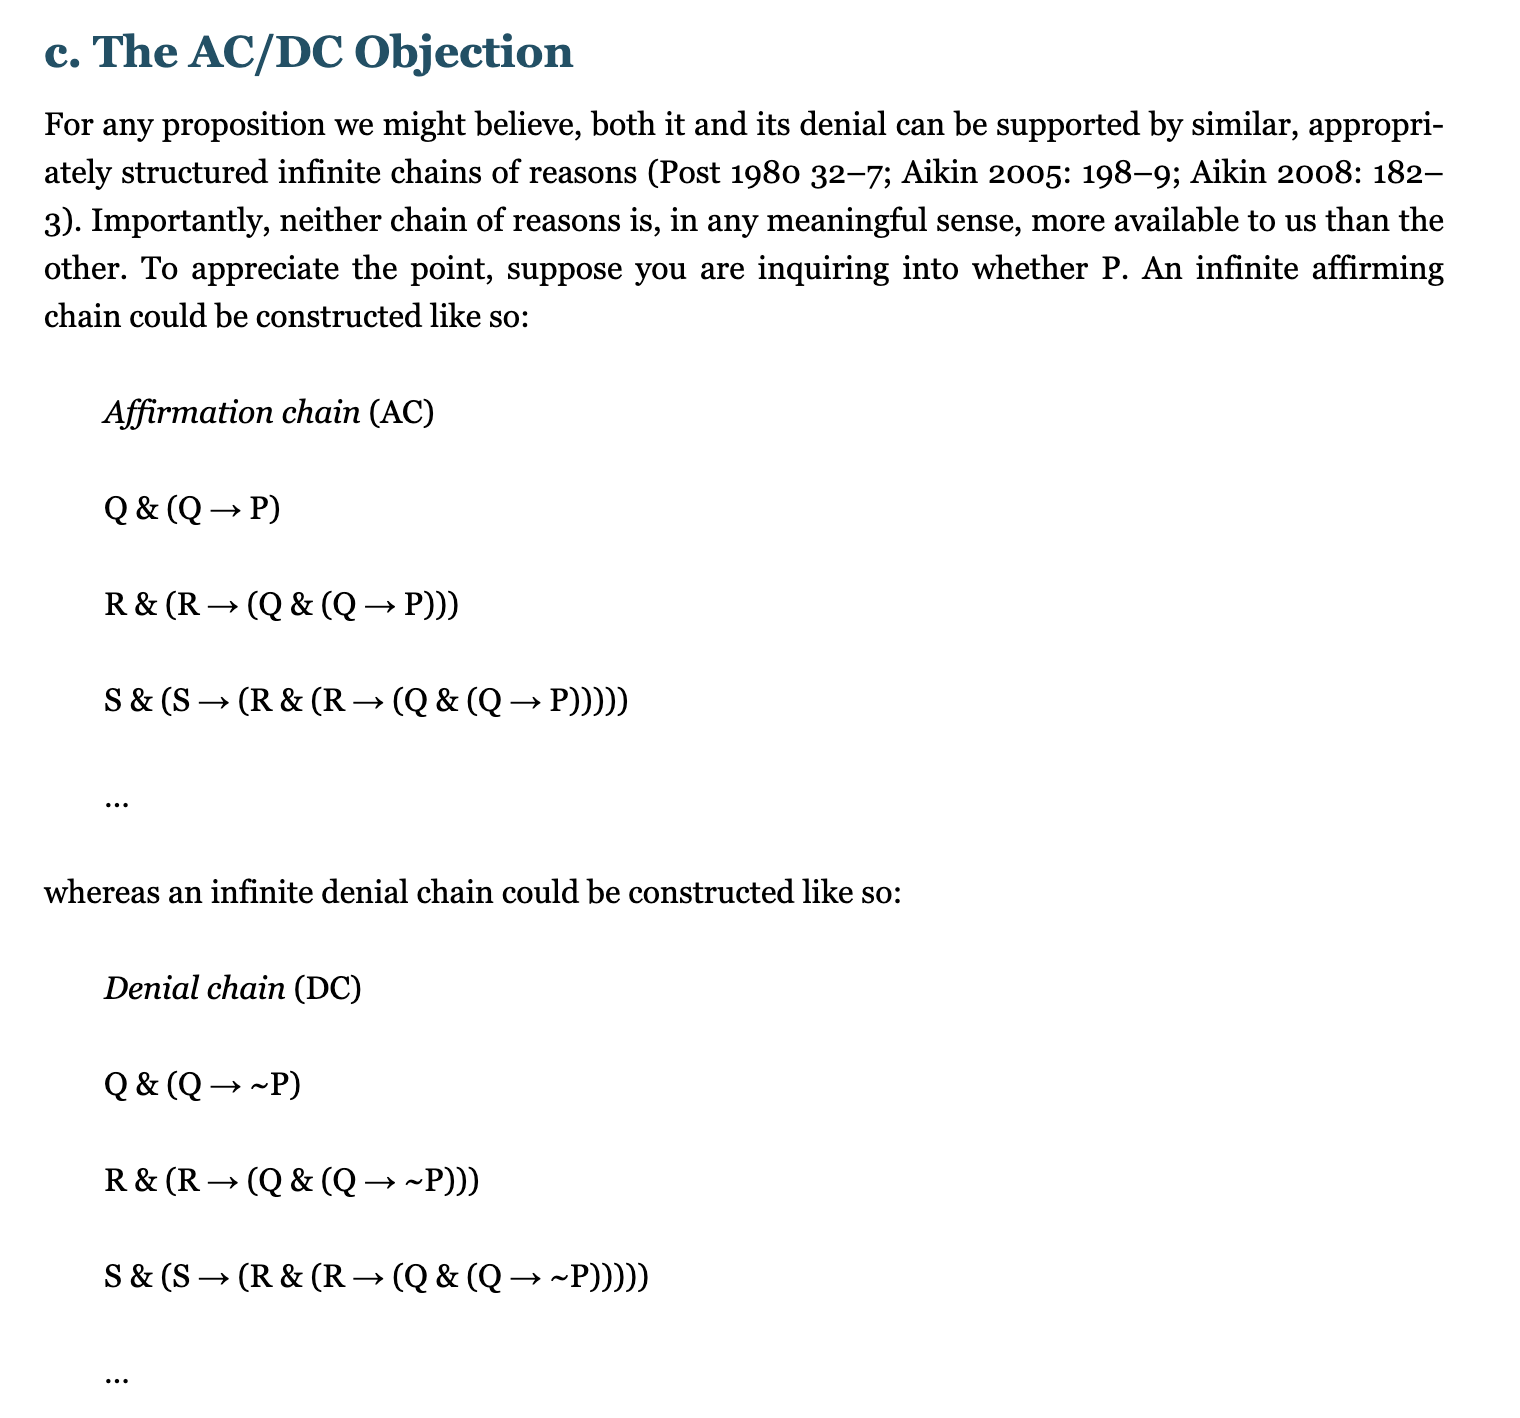 c. The AC/DC Objection
For any proposition we might believe, both it and its denial can be supported by similar, appropri-
ately structured infinite chains of reasons (Post 1980 32–7; Aikin 2005: 198–9; Aikin 2008: 182–
3). Importantly, neither chain of reasons is, in any meaningful sense, more available to us than the
other. To appreciate the point, suppose you are inquiring into whether P. An infinite affirming
chain could be constructed like so:
Affirmation chain (AC)
Q & (Q → P)
R & (R → (Q & (Q → P)))
S & (S → (R & (R → (Q & (Q → P)))))
...
whereas an infinite denial chain could be constructed like so:
Denial chain (DC)
Q & (Q → ~P)
R & (R → (Q & (Q → ~P)))
S & (S → (R & (R → (Q & (Q → ~P)))))
...